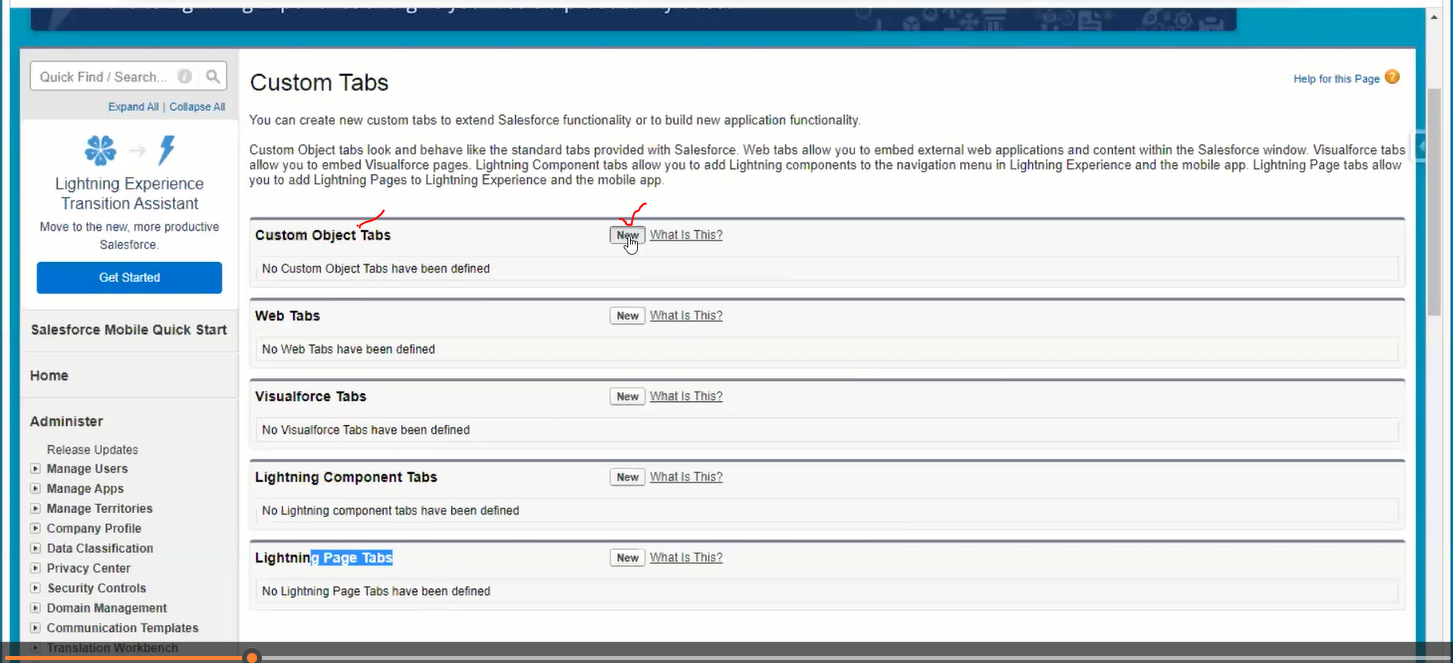 Quick Find / Search...
Expand All | Collapse All
Lightning Experience
Transition Assistant
Move to the new, more productive
Salesforce.
Get Started
Salesforce Mobile Quick Start
Home
Administer
Release Updates
Manage Users
Manage Apps
Manage Territories
Company Profile
Data Classification
Privacy Center
Security Controls
Domain Management
Communication Templates
Translation Workbench
Custom Tabs
Help for this Page
You can create new custom tabs to extend Salesforce functionality or to build new application functionality.
Custom Object tabs look and behave like the standard tabs provided with Salesforce. Web tabs allow you to embed external web applications and content within the Salesforce window. Visualforce tabs
allow you to embed Visualforce pages. Lightning Component tabs allow you to add Lightning components to the navigation menu in Lightning Experience and the mobile app. Lightning Page tabs allow
you to add Lightning Pages to Lightning Experience and the mobile app.
Custom Object Tabs New What Is This?
No Custom Object Tabs have been defined
Web Tabs New What Is This?
No Web Tabs have been defined
Visualforce Tabs New What Is This?
No Visualforce Tabs have been defined
Lightning Component Tabs New What Is This?
No Lightning component tabs have been defined
Lightning Page Tabs New What Is This?
No Lightning Page Tabs have been defined